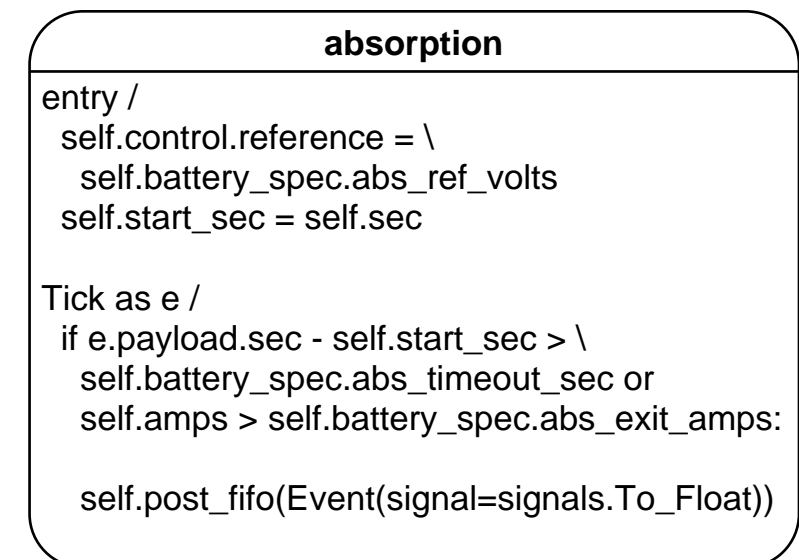 absorption
entry /
self.control.reference = \
self.battery_spec.abs_ref_volts
self.start_sec = self.sec
Tick as e /
if e.payload.sec - self.start_sec > \
self.battery_spec.abs_timeout_sec or
self.amps > self.battery_spec.abs_exit_amps:
self.post_fifo(Event(signal=signals.To_Float))